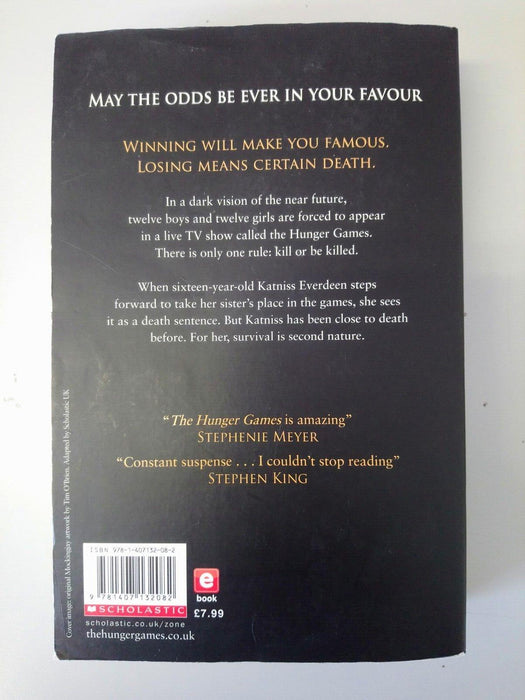 MAY THE ODDS BE EVER IN YOUR FAVOUR
WINNING WILL MAKE YOU FAMOUS.
LOSING MEANS CERTAIN DEATH.
In a dark vision of the near future,
twelve boys and twelve girls are forced to appear
in a live TV show called the Hunger Games.
There is only one rule: kill or be killed.
When sixteen-year-old Katniss Everdeen steps
forward to take her sister's place in the games, she sees
it as a death sentence. But Katniss has been close to death
before. For her, survival is second nature.
“The Hunger Games is amazing”
STEPHENIE MEYER
“Constant suspense . . . I couldn't stop reading”
STEPHEN KING
Cover image: original Mockingjay artwork by Tim O'Brien. Adapted by Scholastic UK
ISBN 978-1-407132-08-2
9 781407 132082
SCHOLASTIC
scholastic.co.uk/zone
thehungergames.co.uk
e
book
£7.99